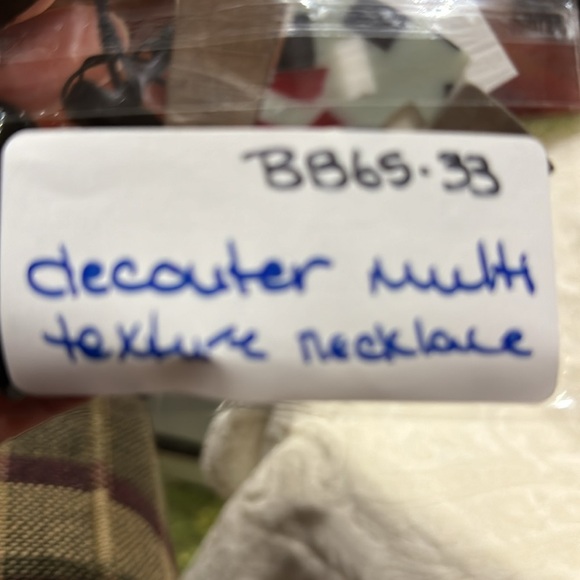 BB65.33
decouter multi
texture necklace